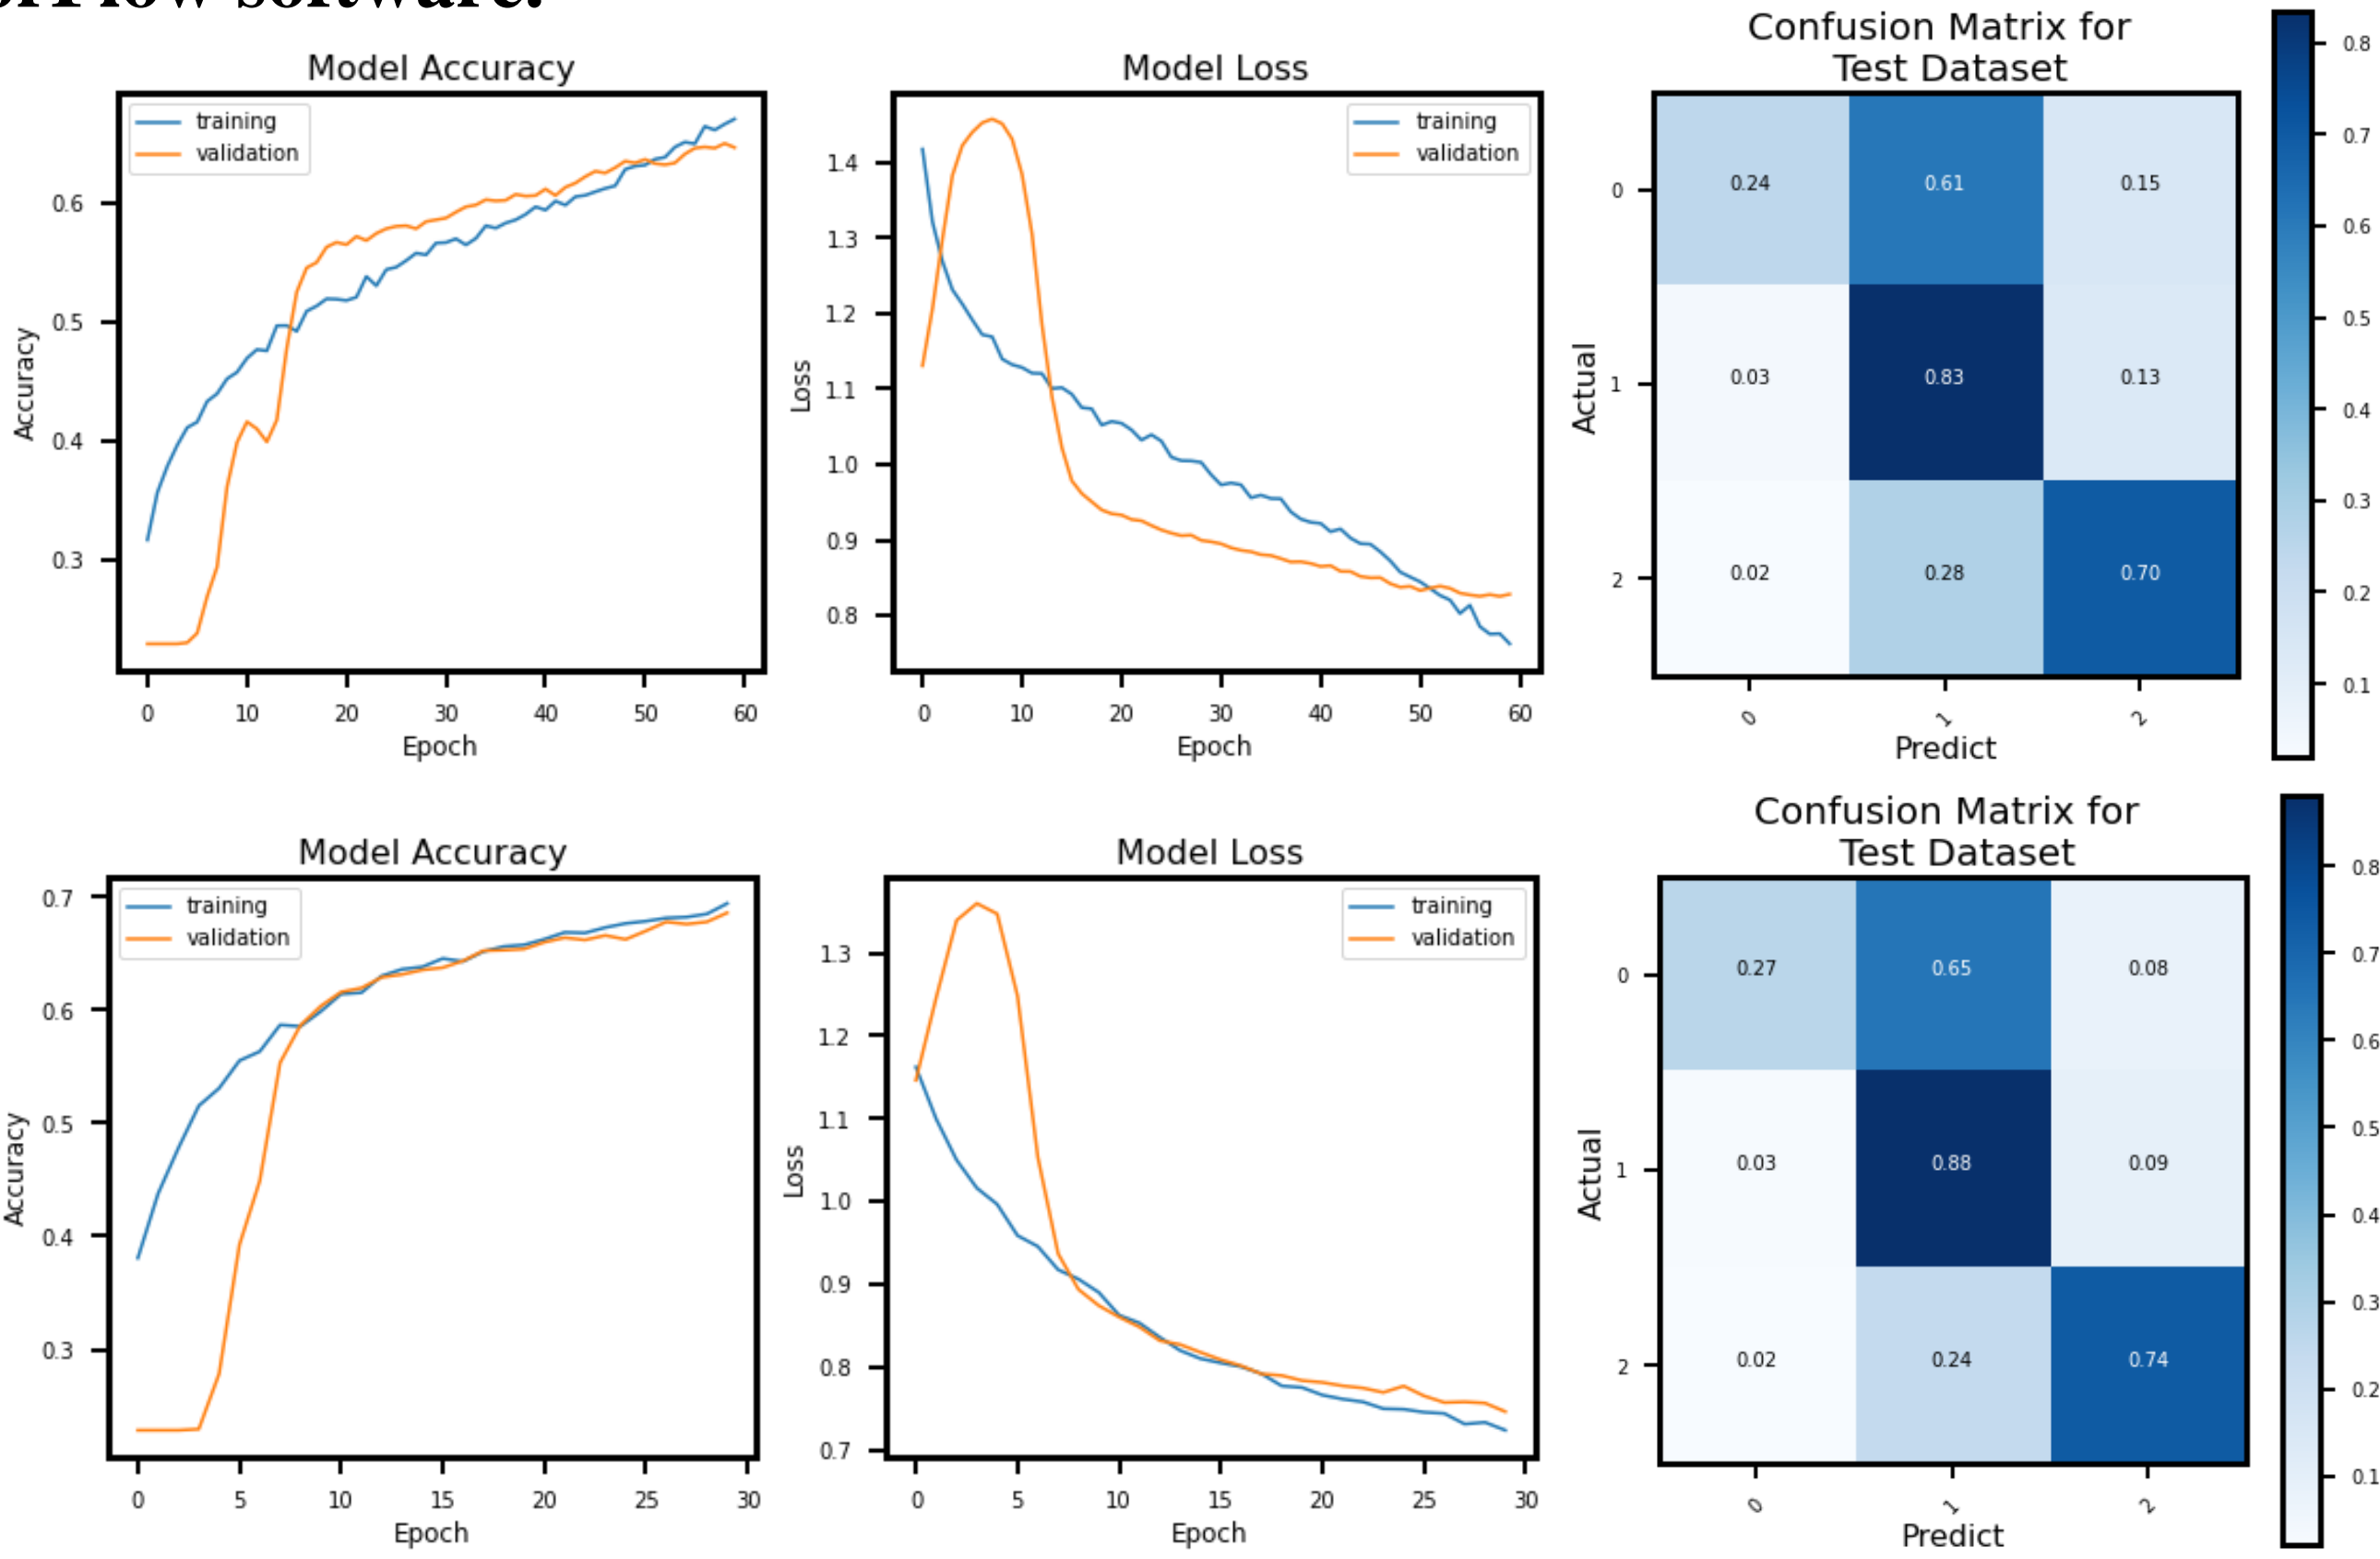 software.
Model Accuracy
training
validation
0.6
0.5
0.4
0.3
Accuracy
0 10 20 30 40 50 60
Epoch
Model Loss
training
validation
1.4
1.3
1.2
1.1
1.0
0.9
0.8
Loss
0 10 20 30 40 50 60
Epoch
Confusion Matrix for
Test Dataset
Actual
0 0.24 0.61 0.15
1 0.03 0.83 0.13
2 0.02 0.28 0.70
0 1 2
Predict
0.8
0.7
0.6
0.5
0.4
0.3
0.2
0.1
Model Accuracy
training
validation
0.7
0.6
0.5
0.4
0.3
Accuracy
0 5 10 15 20 25 30
Epoch
Model Loss
training
validation
1.3
1.2
1.1
1.0
0.9
0.8
0.7
Loss
0 5 10 15 20 25 30
Epoch
Confusion Matrix for
Test Dataset
Actual
0 0.27 0.65 0.08
1 0.03 0.88 0.09
2 0.02 0.24 0.74
0 1 2
Predict
0.8
0.7
0.6
0.5
0.4
0.3
0.2
0.1